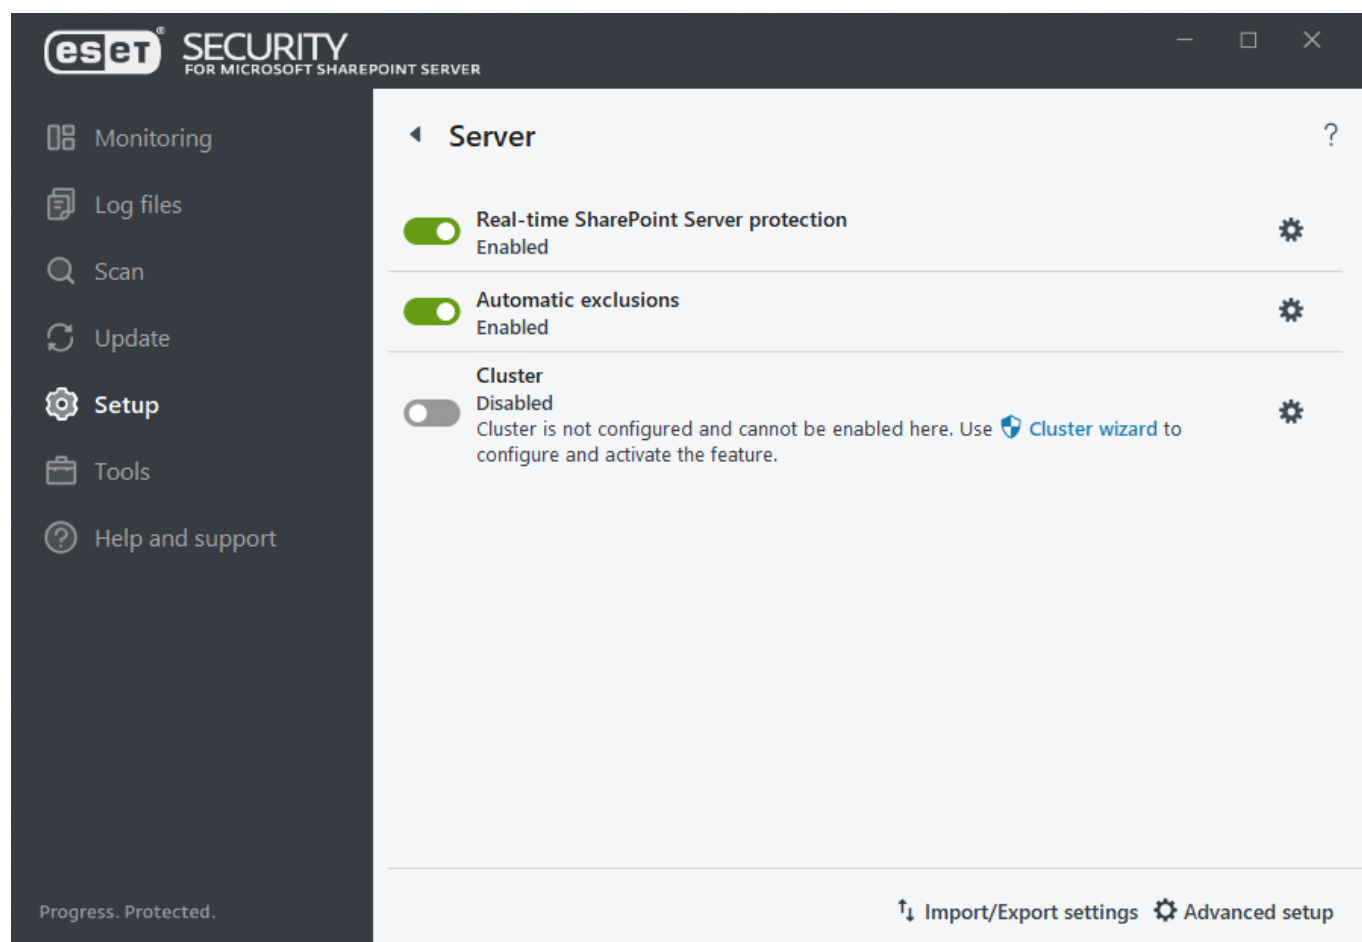 eset® SECURITY
FOR MICROSOFT SHAREPOINT SERVER
Monitoring
Log files
Scan
Update
Setup
Tools
Help and support
Progress. Protected.
Server
?
Real-time SharePoint Server protection
Enabled
Automatic exclusions
Enabled
Cluster
Disabled
Cluster is not configured and cannot be enabled here. Use Cluster wizard to
configure and activate the feature.
Import/Export settings Advanced setup